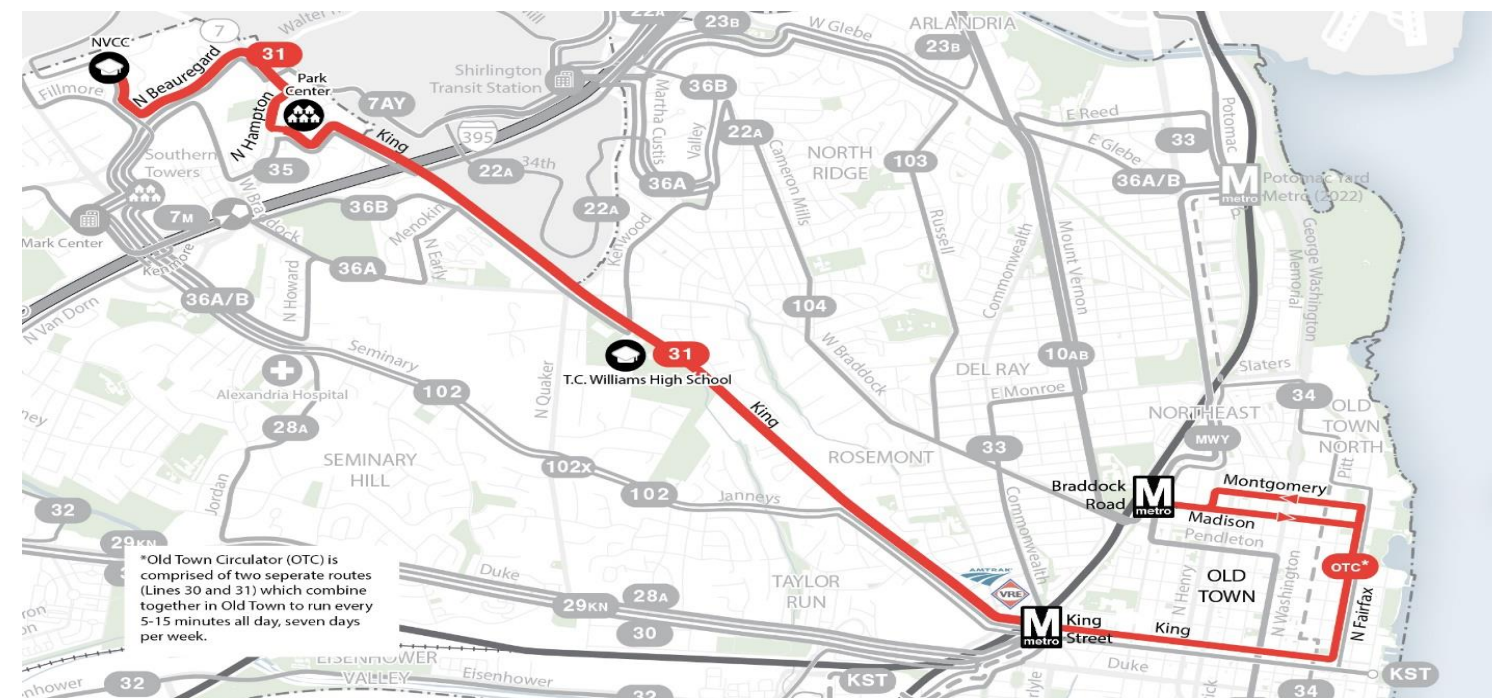 7
Walter
22A
23B
W Glebe
ARLANDRIA
23B
NVCC
N Beauregard
31
Fillmore
Park
Center
7AY
Shirlington
Transit Station
36B
Martha Custis
Valley
22A
N Hampton
King
395
34th
22A
E Reed
E Glebe
33
Potomac
36A/B
M
metro
Potomac Yard
Metro (2022)
Southern
Towers
35
W Braddock
7M
Mark Center
Kenmore
36B
Menokin
N Early
36A
22A
Kenwood
Cameron Mills
NORTH
RIDGE
103
Russell
Commonwealth
Mount Vernon
George Washington
Memorial
36A
N Howard
36A/B
N Van Dorn
Seminary
Alexandria Hospital
102
28A
Jordan
SEMINARY
HILL
N Quaker
31
T.C. Williams High School
King
104
W Braddock
DEL RAY
10AB
E Monroe
Slaters
34
NORTHEAST
MWY
OLD
TOWN
NORTH
Pitt
ROSEMONT
33
102X
102
Janneys
Commonwealth
Braddock
Road
M
metro
Montgomery
Madison
Pendleton
OTC*
N Henry
OLD
TOWN
N Washington
N Fairfax
32
29KN
*Old Town Circulator (OTC) is
comprised of two seperate routes
(Lines 30 and 31) which combine
together in Old Town to run every
5-15 minutes all day, seven days
per week.
Duke
28A
29KN
30
TAYLOR
RUN
AMTRAK
VRE
M
metro
King
Street
King
Duke
KST
EISENHOWER
VALLEY
Eisenhower
32
32
KST
34